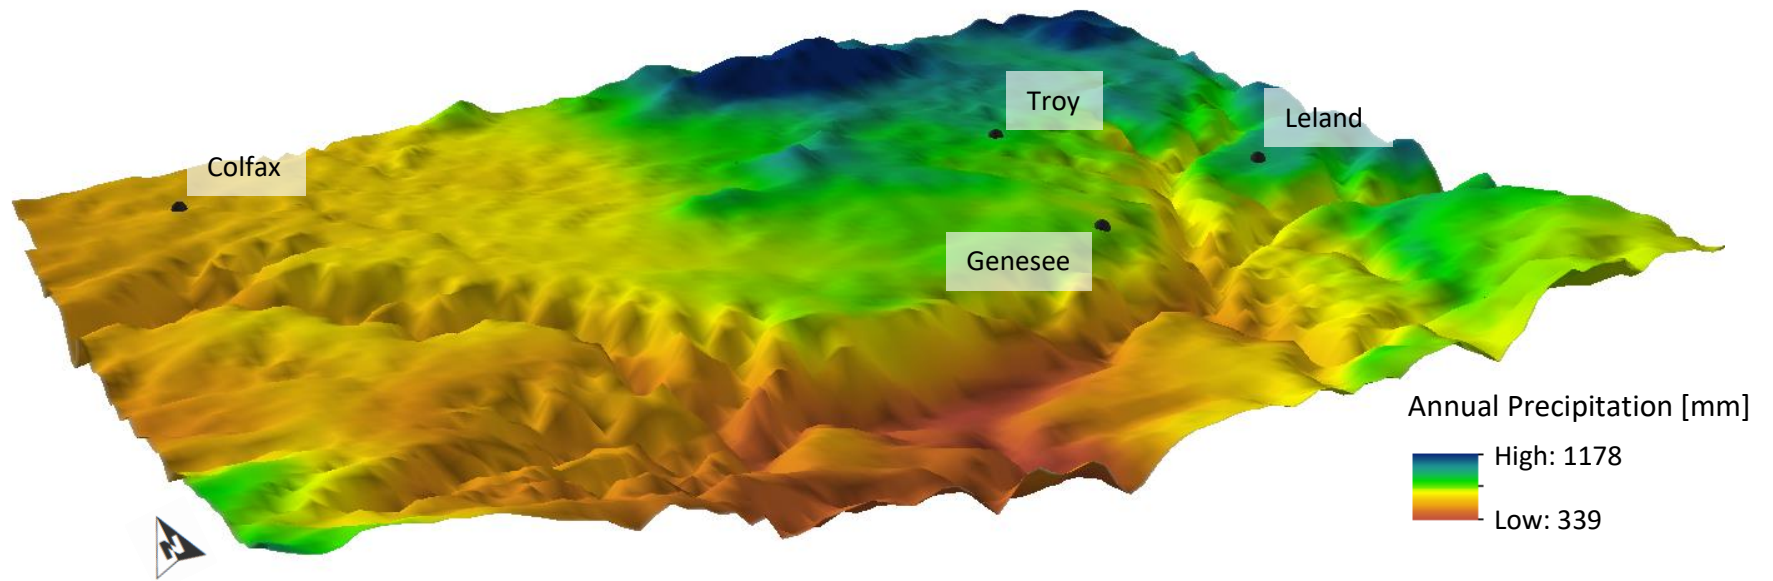 Troy
Leland
Colfax
Genesee
Annual Precipitation [mm]
High: 1178
Low: 339
N